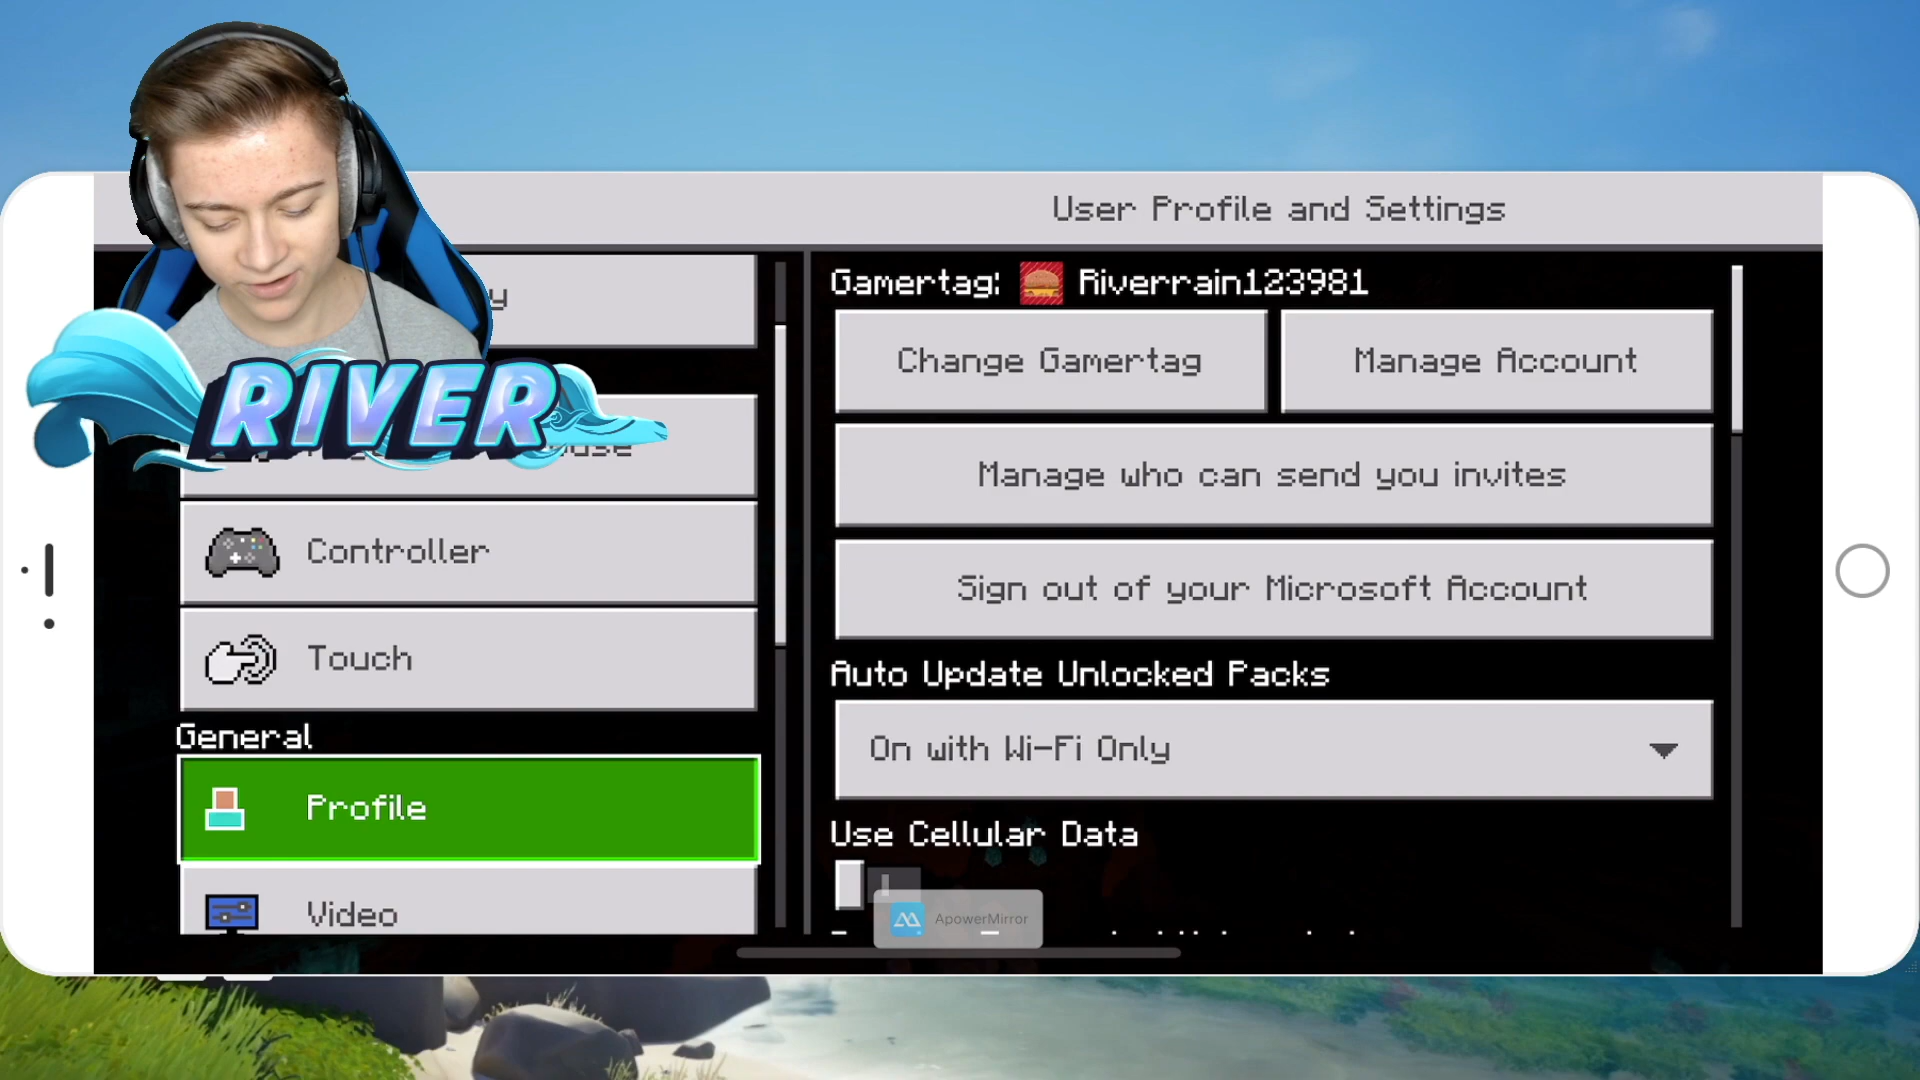 User Profile and Settings
Gamertag: Riverrain123981
Change Gamertag
Manage Account
RIVER
Manage who can send you invites
Controller
Sign out of your Microsoft Account
Touch
Auto Update Unlocked Packs
General
On with Wi-Fi Only
Profile
Use Cellular Data
Video
ApowerMirror